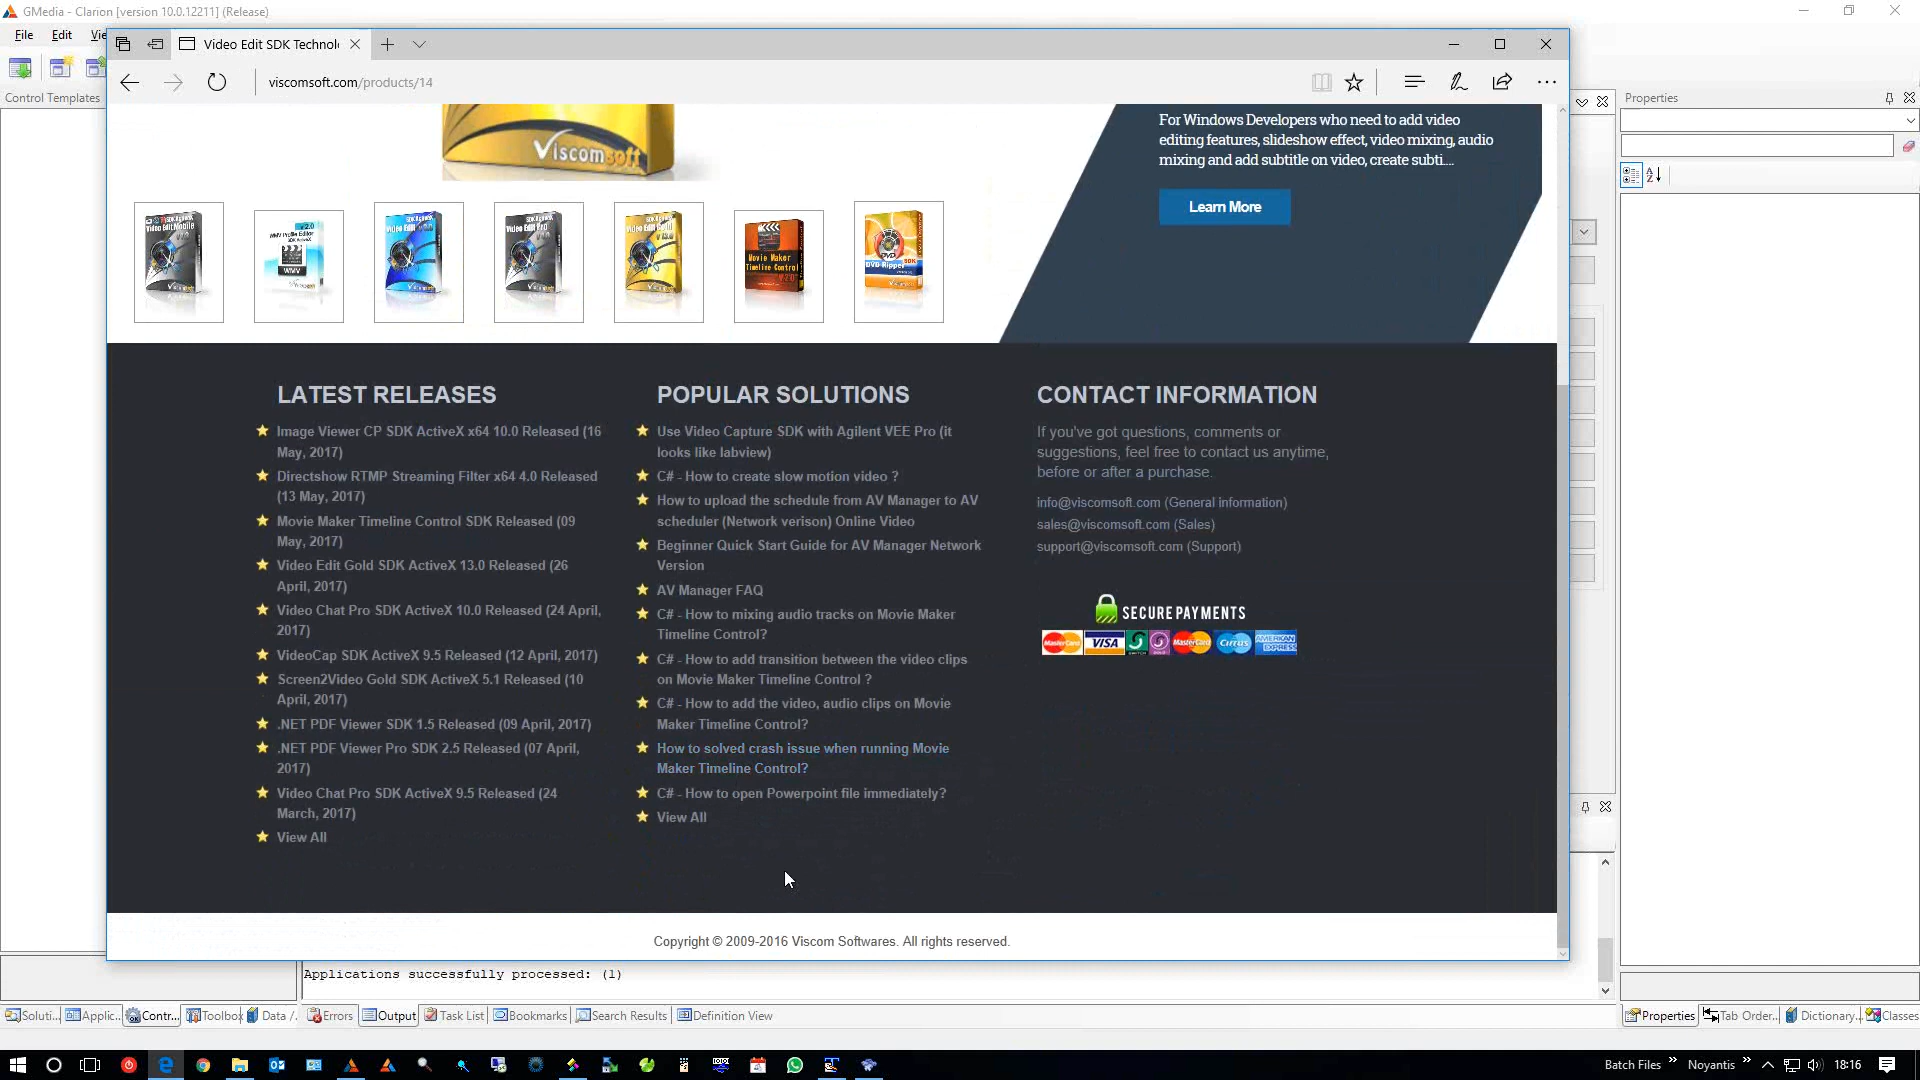 GMedia - Clarion [version 10.0.12211] (Release)
File Edit
Video Edit SDK Technol
viscomsoft.com/products/14
Control Templates
Properties
For Windows Developers who need to add video
editing features, slideshow effect, video mixing, audio
mixing and add subtitle on video, create subti....
Learn More
Viscomsoft
LATEST RELEASES
Image Viewer CP SDK ActiveX x64 10.0 Released (16
May, 2017)
Directshow RTMP Streaming Filter x64 4.0 Released
(13 May, 2017)
Movie Maker Timeline Control SDK Released (09
May, 2017)
Video Edit Gold SDK ActiveX 13.0 Released (26
April, 2017)
Video Chat Pro SDK ActiveX 10.0 Released (24 April,
2017)
VideoCap SDK ActiveX 9.5 Released (12 April, 2017)
Screen2Video Gold SDK ActiveX 5.1 Released (10
April, 2017)
.NET PDF Viewer SDK 1.5 Released (09 April, 2017)
.NET PDF Viewer Pro SDK 2.5 Released (07 April,
2017)
Video Chat Pro SDK ActiveX 9.5 Released (24
March, 2017)
View All
POPULAR SOLUTIONS
Use Video Capture SDK with Agilent VEE Pro (it
looks like labview)
C# - How to create slow motion video ?
How to upload the schedule from AV Manager to AV
scheduler (Network verison) Online Video
Beginner Quick Start Guide for AV Manager Network
Version
AV Manager FAQ
C# - How to mixing audio tracks on Movie Maker
Timeline Control?
C# - How to add transition between the video clips
on Movie Maker Timeline Control ?
C# - How to add the video, audio clips on Movie
Maker Timeline Control?
How to solved crash issue when running Movie
Maker Timeline Control?
C# - How to open Powerpoint file immediately?
View All
CONTACT INFORMATION
If you've got questions, comments or
suggestions, feel free to contact us anytime,
before or after a purchase.
info@viscomsoft.com (General information)
sales@viscomsoft.com (Sales)
support@viscomsoft.com (Support)
SECURE PAYMENTS
MasterCard VISA MasterCard Cirrus AMERICAN EXPRESS
Copyright © 2009-2016 Viscom Softwares. All rights reserved.
Applications successfully processed: (1)
Soluti... Applic... Contr... Toolbox Data /... Errors Output Task List Bookmarks Search Results Definition View
Properties Tab Order... Dictionary... Classes
Batch Files Noyantis 18:16